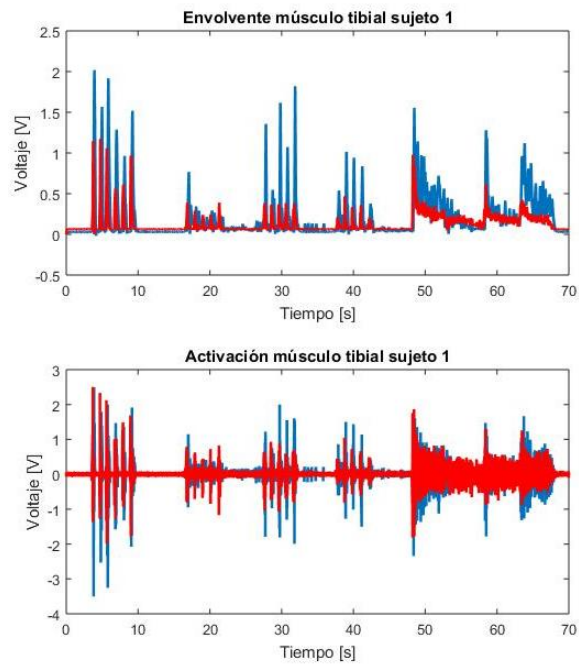 Envolvente músculo tibial sujeto 1
2.5
2
1.5
1
0.5
0
-0.5
Voltaje [V]
0 10 20 30 40 50 60 70
Tiempo [s]
Activación músculo tibial sujeto 1
3
2
1
0
-1
-2
-3
-4
Voltaje [V]
0 10 20 30 40 50 60 70
Tiempo [s]